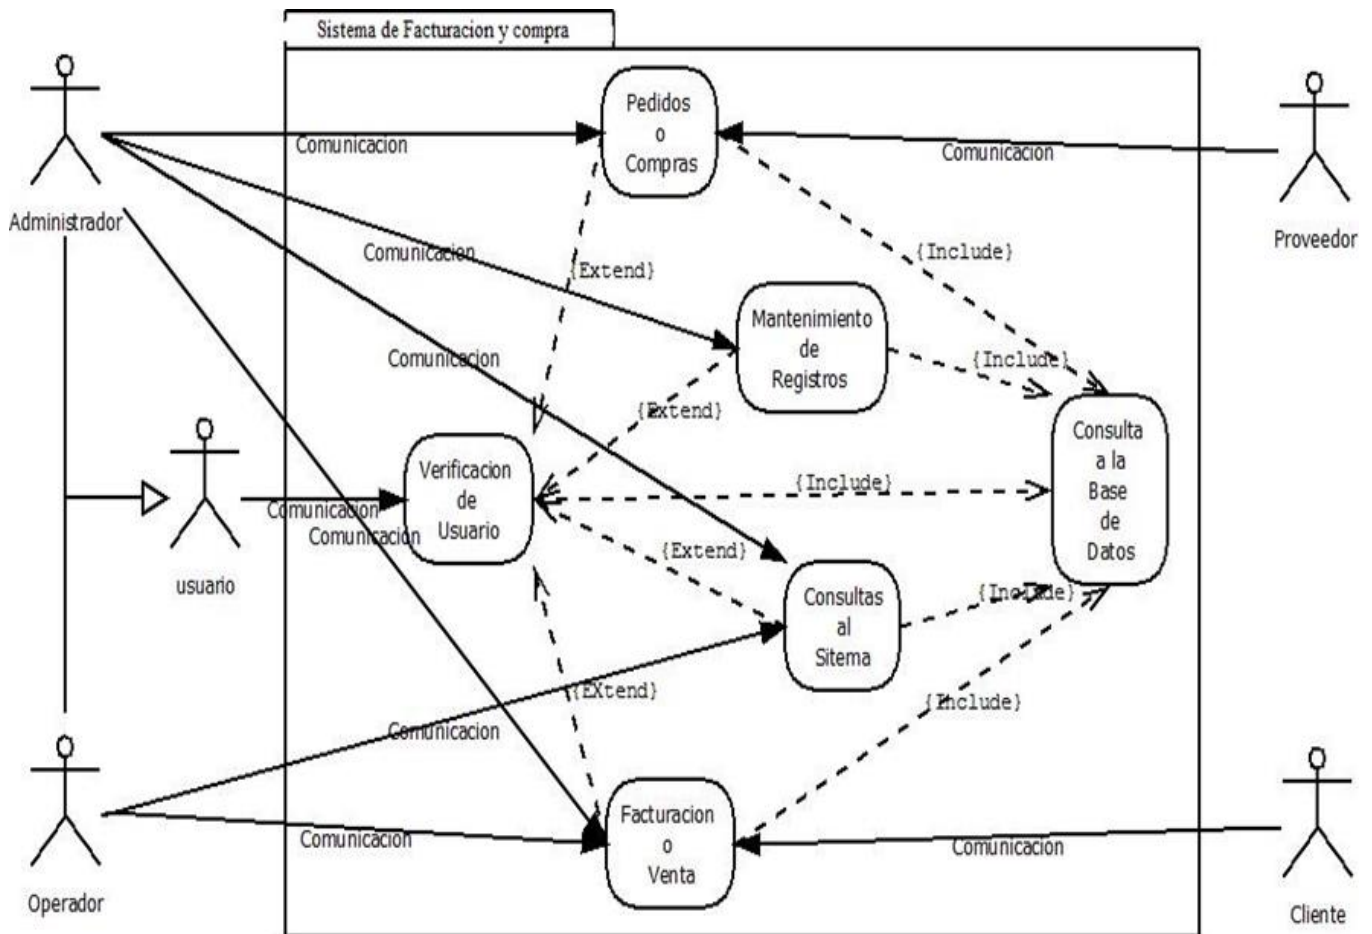 Sistema de Facturacion y compra
Pedidos
o
Compras
Comunicacion
Comunicacion
Administrador
Proveedor
Comunicacion
{Include}
{Extend}
Mantenimiento
de
Registros
Comunicacion
{Include}
{Extend}
Consulta
a la
Base
de
Datos
Verificacion
de
Usuario
{Include}
Comunicacion
Comunicacion
{Extend}
usuario
Consultas
al
Sitema
{Include}
{EXtend}
{Include}
Comunicacion
Facturacion
o
Venta
Comunicacion
Comunicacion
Operador
Cliente